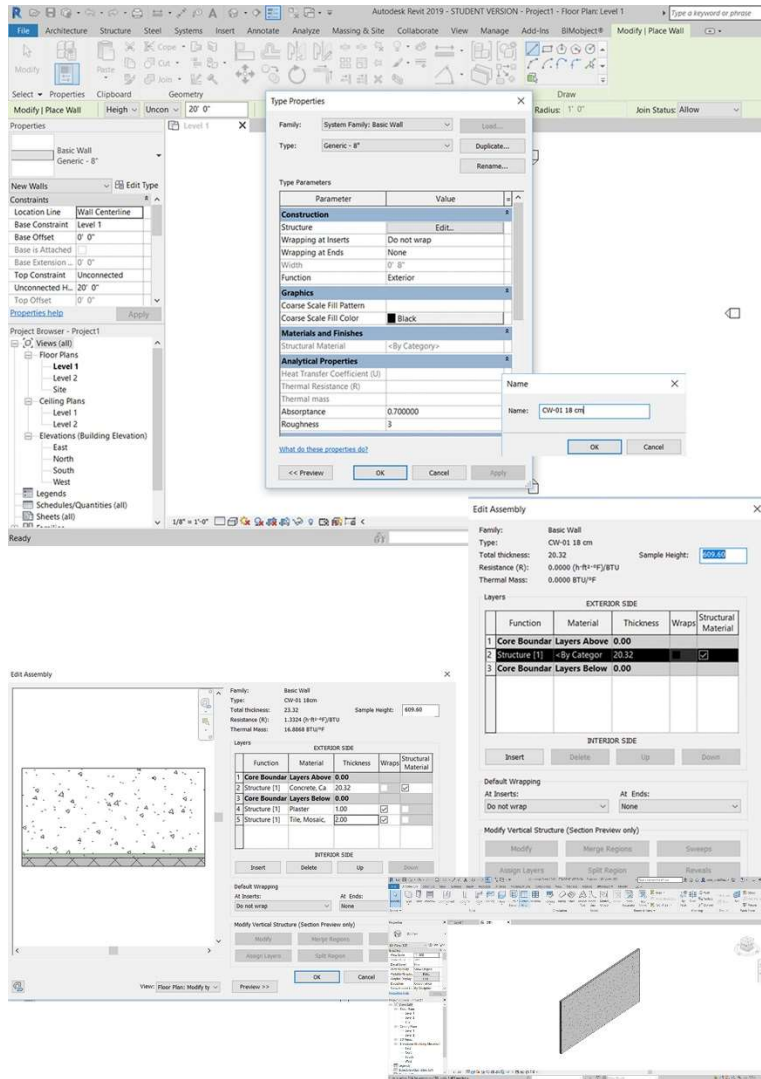 Autodesk Revit 2019 - STUDENT VERSION - Project1 - Floor Plan: Level 1
Type a keyword or phrase
File Architecture Structure Steel Systems Insert Annotate Analyze Massing & Site Collaborate View Manage Add-Ins BIMobject® Modify | Place Wall
Modify
Paste
Cope
Cut
Join
Select Properties Clipboard Geometry Draw
Modify | Place Wall Heigh Uncon 20' 0" Radius: 1' 0" Join Status: Allow
Properties
Level 1
Basic Wall
Generic - 8"
New Walls Edit Type
Constraints
Location Line Wall Centerline
Base Constraint Level 1
Base Offset 0' 0"
Base is Attached
Base Extension ... 0' 0"
Top Constraint Unconnected
Unconnected H... 20' 0"
Top Offset 0' 0"
Properties help Apply
Project Browser - Project1
Views (all)
Floor Plans
Level 1
Level 2
Site
Ceiling Plans
Level 1
Level 2
Elevations (Building Elevation)
East
North
South
West
Legends
Schedules/Quantities (all)
Sheets (all)
Families
1/8" = 1'-0"
Ready
Type Properties
Family: System Family: Basic Wall Load...
Type: Generic - 8" Duplicate...
Rename...
Type Parameters
Parameter Value =
Construction
Structure Edit...
Wrapping at Inserts Do not wrap
Wrapping at Ends None
Width 0' 8"
Function Exterior
Graphics
Coarse Scale Fill Pattern
Coarse Scale Fill Color Black
Materials and Finishes
Structural Material <By Category>
Analytical Properties
Heat Transfer Coefficient (U)
Thermal Resistance (R)
Thermal mass
Absorptance 0.700000
Roughness 3
What do these properties do?
<< Preview OK Cancel Apply
Name
Name: CW-01 18 cm
OK Cancel
Edit Assembly
Family: Basic Wall
Type: CW-01 18 cm
Total thickness: 20.32 Sample Height: 609.60
Resistance (R): 0.0000 (h·ft²·°F)/BTU
Thermal Mass: 0.0000 BTU/°F
Layers
EXTERIOR SIDE
Function Material Thickness Wraps Structural Material
1 Core Boundar Layers Above 0.00
2 Structure [1] <By Categor 20.32
3 Core Boundar Layers Below 0.00
INTERIOR SIDE
Insert Delete Up Down
Default Wrapping
At Inserts: At Ends:
Do not wrap None
Modify Vertical Structure (Section Preview only)
Modify Merge Regions Sweeps
Assign Layers Split Region Reveals
Edit Assembly
Family: Basic Wall
Type: CW-01 18cm
Total thickness: 23.32 Sample Height: 609.60
Resistance (R): 1.3324 (h·ft²·°F)/BTU
Thermal Mass: 16.8868 BTU/°F
Layers
EXTERIOR SIDE
Function Material Thickness Wraps Structural Material
1 Core Boundar Layers Above 0.00
2 Structure [1] Concrete, Ca 20.32
3 Core Boundar Layers Below 0.00
4 Structure [1] Plaster 1.00
5 Structure [1] Tile, Mosaic, 2.00
INTERIOR SIDE
Insert Delete Up Down
Default Wrapping
At Inserts: At Ends:
Do not wrap None
Modify Vertical Structure (Section Preview only)
Modify Merge Regions
Assign Layers Split Region
OK Cancel
View: Floor Plan: Modify ty Preview >>